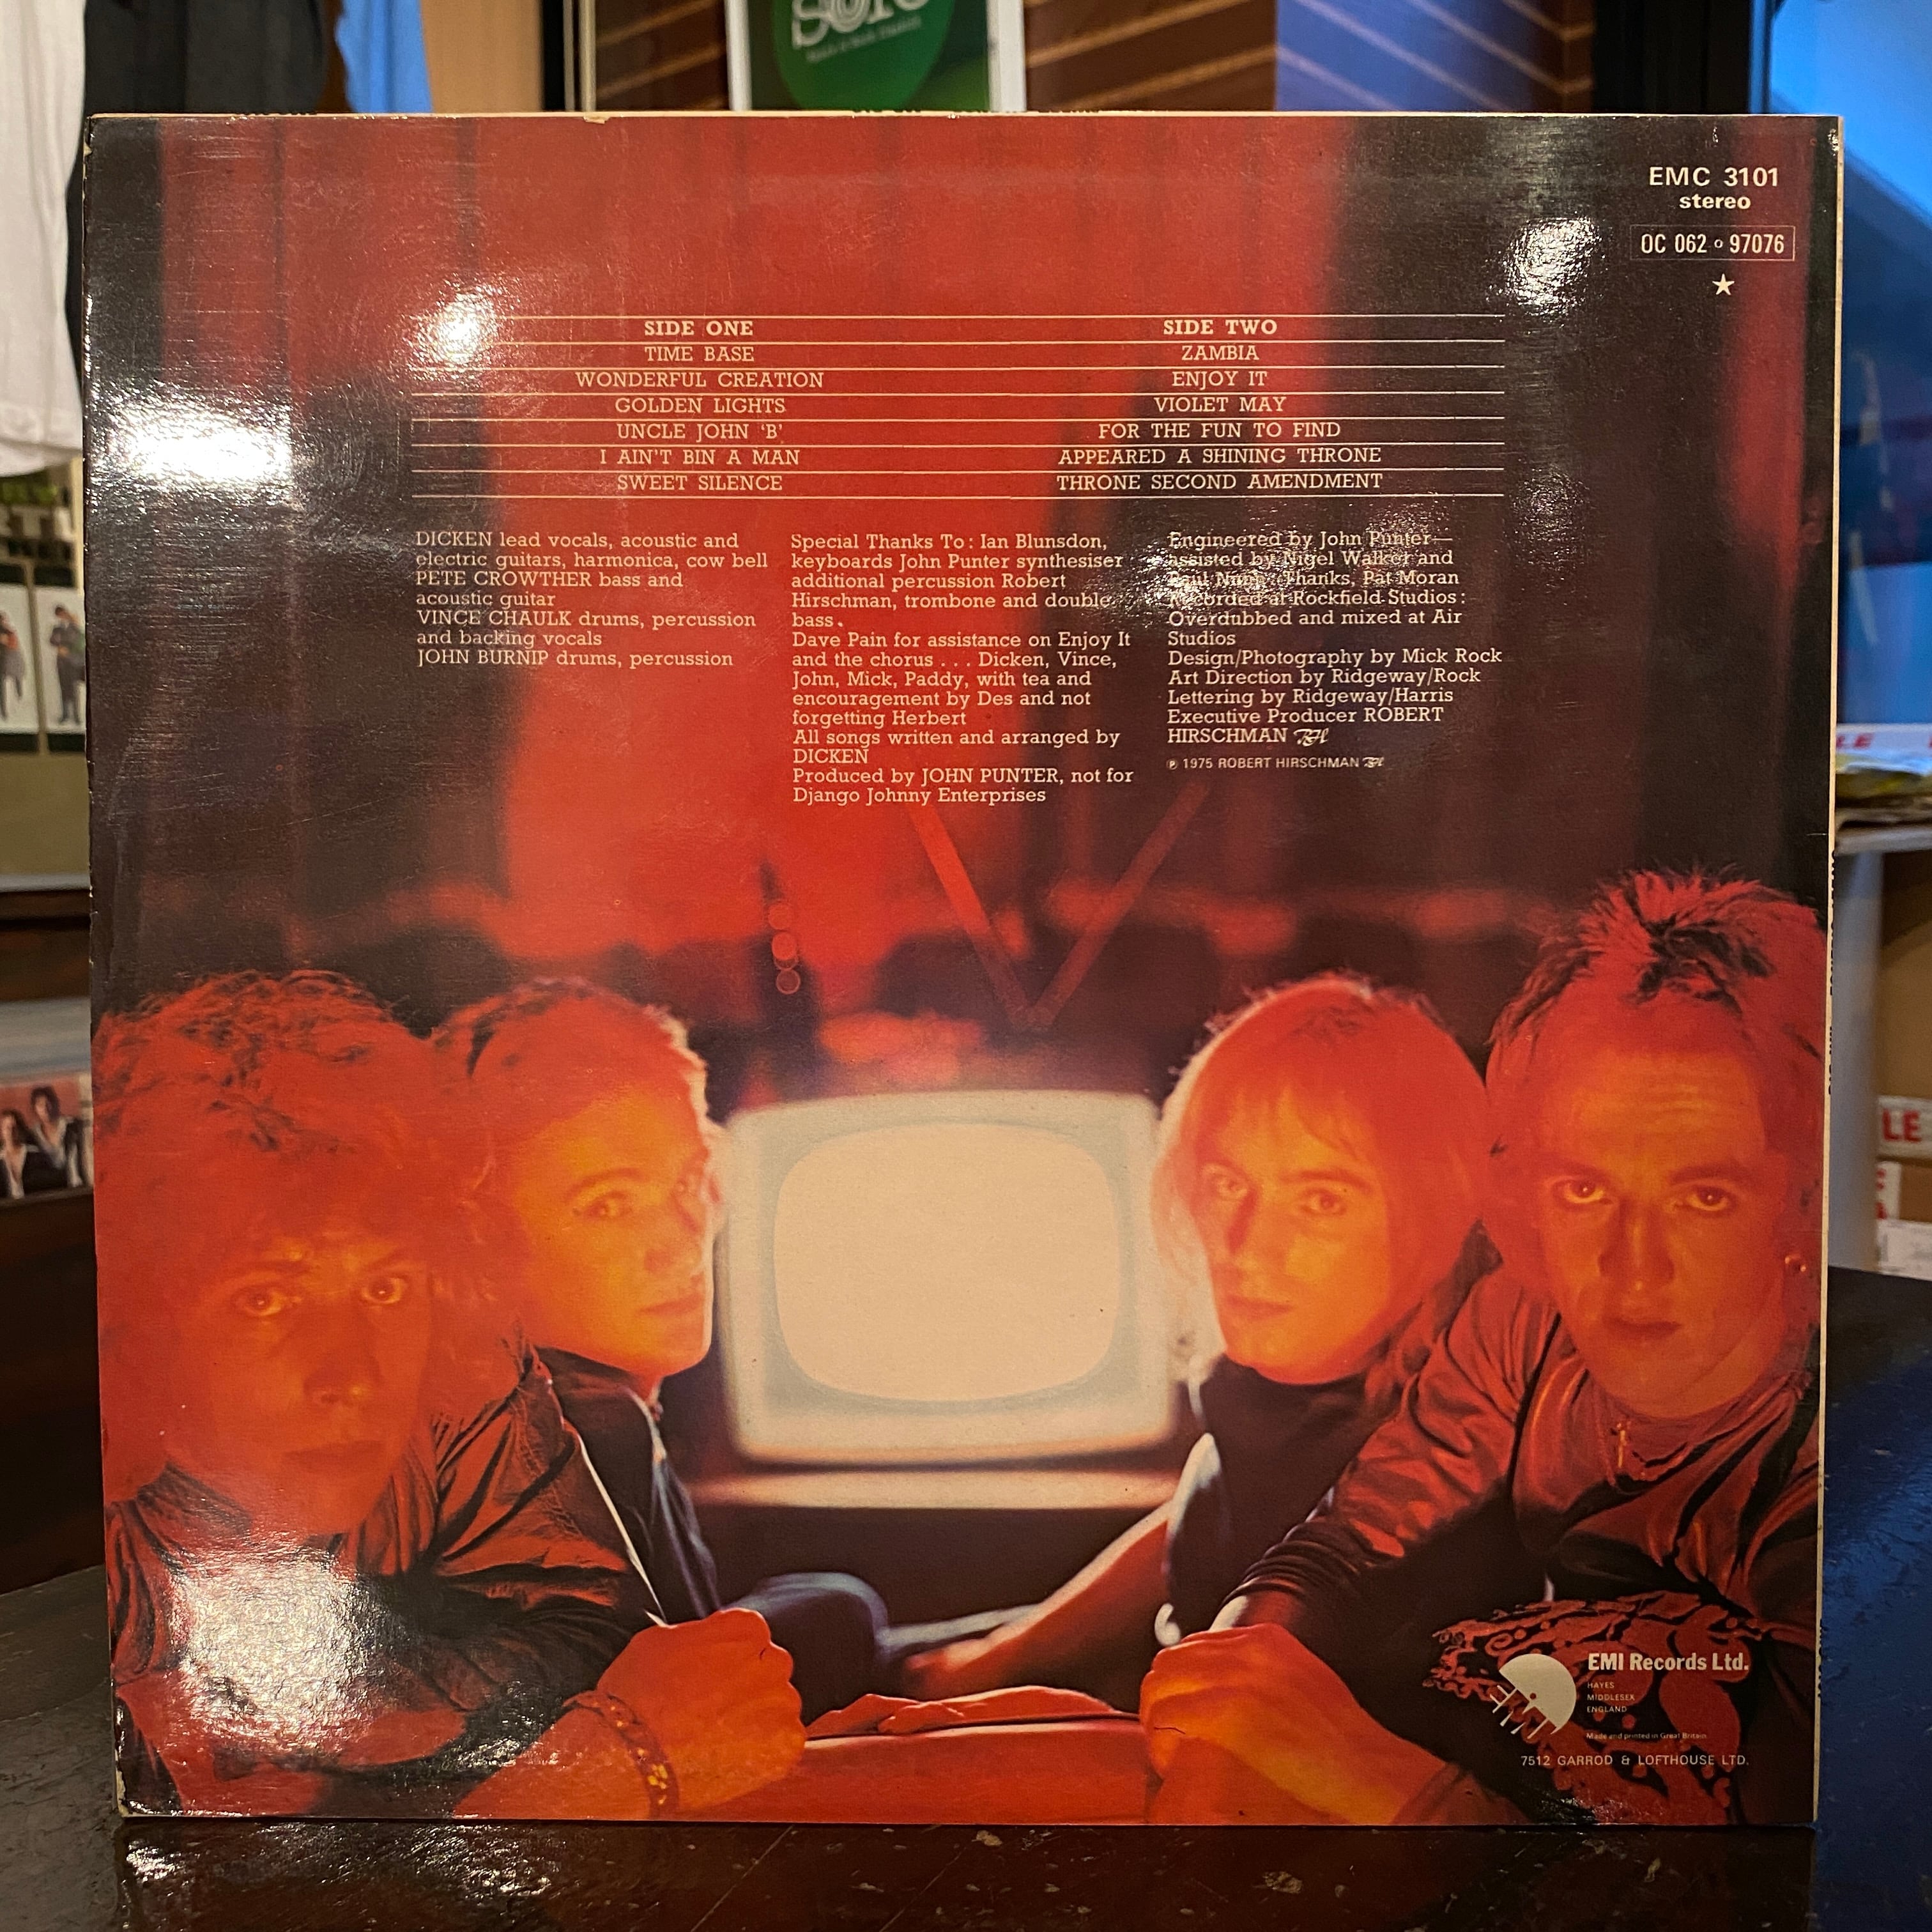 EMC 3101
stereo
OC 062 o 97076
SIDE ONE
TIME BASE
WONDERFUL CREATION
GOLDEN LIGHTS
UNCLE JOHN ‘B’
I AIN'T BIN A MAN
SWEET SILENCE
SIDE TWO
ZAMBIA
ENJOY IT
VIOLET MAY
FOR THE FUN TO FIND
APPEARED A SHINING THRONE
THRONE SECOND AMENDMENT
DICKEN lead vocals, acoustic and
electric guitars, harmonica, cow bell
PETE CROWTHER bass and
acoustic guitar
VINCE CHAULK drums, percussion
and backing vocals
JOHN BURNIP drums, percussion
Special Thanks To: Ian Blunsdon,
keyboards John Punter synthesiser
additional percussion Robert
Hirschman, trombone and double
bass.
Dave Pain for assistance on Enjoy It
and the chorus . . . Dicken, Vince,
John, Mick, Paddy, with tea and
encouragement by Des and not
forgetting Herbert
All songs written and arranged by
DICKEN
Produced by JOHN PUNTER, not for
Django Johnny Enterprises
Engineered by John Punter—
assisted by Nigel Walker and
Thanks, Pat Moran
Recorded at Rockfield Studios:
Overdubbed and mixed at Air
Studios
Design/Photography by Mick Rock
Art Direction by Ridgeway/Rock
Lettering by Ridgeway/Harris
Executive Producer ROBERT
HIRSCHMAN RH
℗ 1975 ROBERT HIRSCHMAN RH
EMI Records Ltd.
HAYES
MIDDLESEX
ENGLAND
Made and printed in Great Britain
7512 GARROD & LOFTHOUSE LTD.
LE